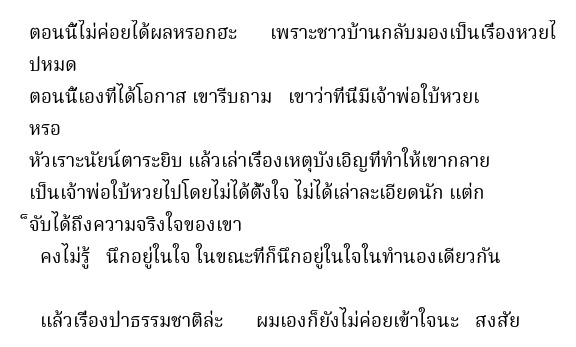 ตอนนี้ไม่ค่อยได้ผลหรอกฮะ เพราะชาวบ้านกลับมองเป็นเรื่องหวยไ
ปหมด
ตอนนี้เองที่ได้โอกาส เขารีบถาม เขาว่าที่นี่มีเจ้าพ่อใบ้หวยเ
หรอ
หัวเราะนัยน์ตาระยิบ แล้วเล่าเรื่องเหตุบังเอิญที่ทำให้เขากลาย
เป็นเจ้าพ่อใบ้หวยไปโดยไม่ได้ตั้งใจ ไม่ได้เล่าละเอียดนัก แต่ก
็จับได้ถึงความจริงใจของเขา
คงไม่รู้ นึกอยู่ในใจ ในขณะที่ก็นึกอยู่ในใจในทำนองเดียวกัน
แล้วเรื่องปาธรรมชาติล่ะ ผมเองก็ยังไม่ค่อยเข้าใจนะ สงสัย